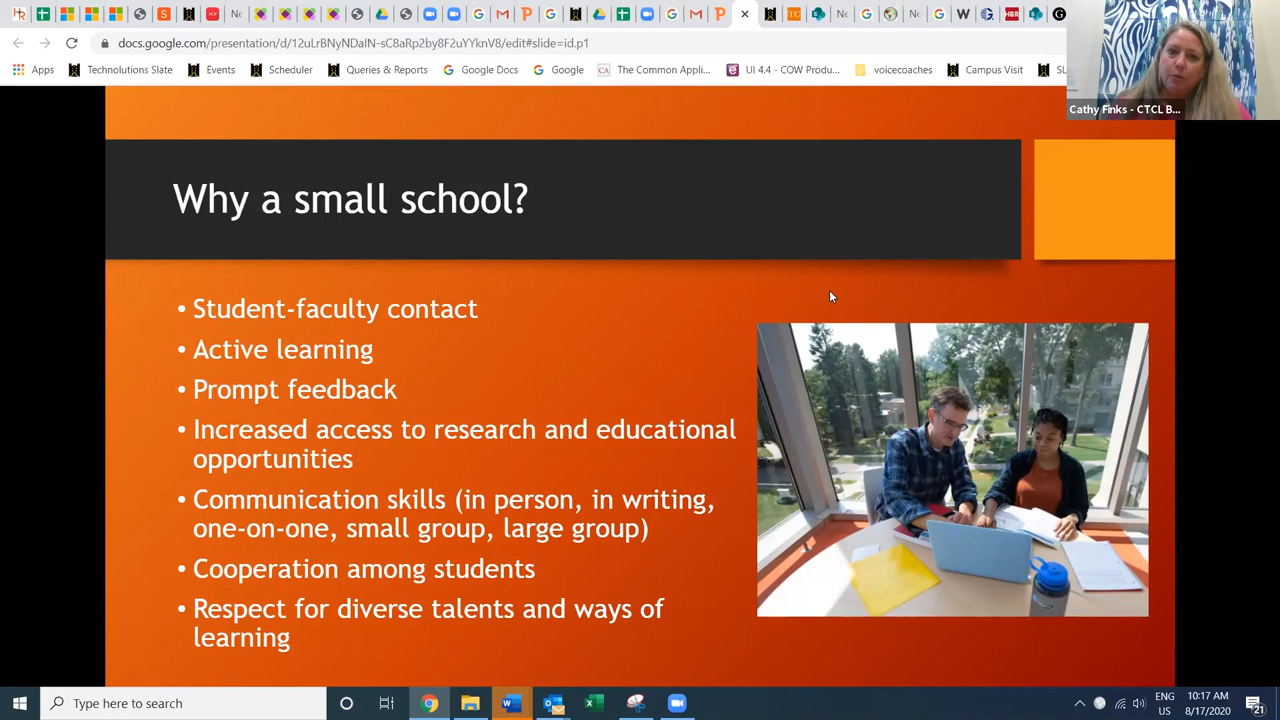 docs.google.com/presentation/d/12uLrBNyNDaIN-sC8aRp2by8F2uYYknV8/edit#slide=id.p1
Apps Technolutions Slate Events Scheduler Queries & Reports Google Docs Google The Common Appli... UI 4.4 - COW Produ... voicecoaches Campus Visit
Cathy Finks - CTCL B...
Why a small school?
• Student-faculty contact
• Active learning
• Prompt feedback
• Increased access to research and educational
opportunities
• Communication skills (in person, in writing,
one-on-one, small group, large group)
• Cooperation among students
• Respect for diverse talents and ways of
learning
Type here to search
ENG
US
10:17 AM
8/17/2020
21